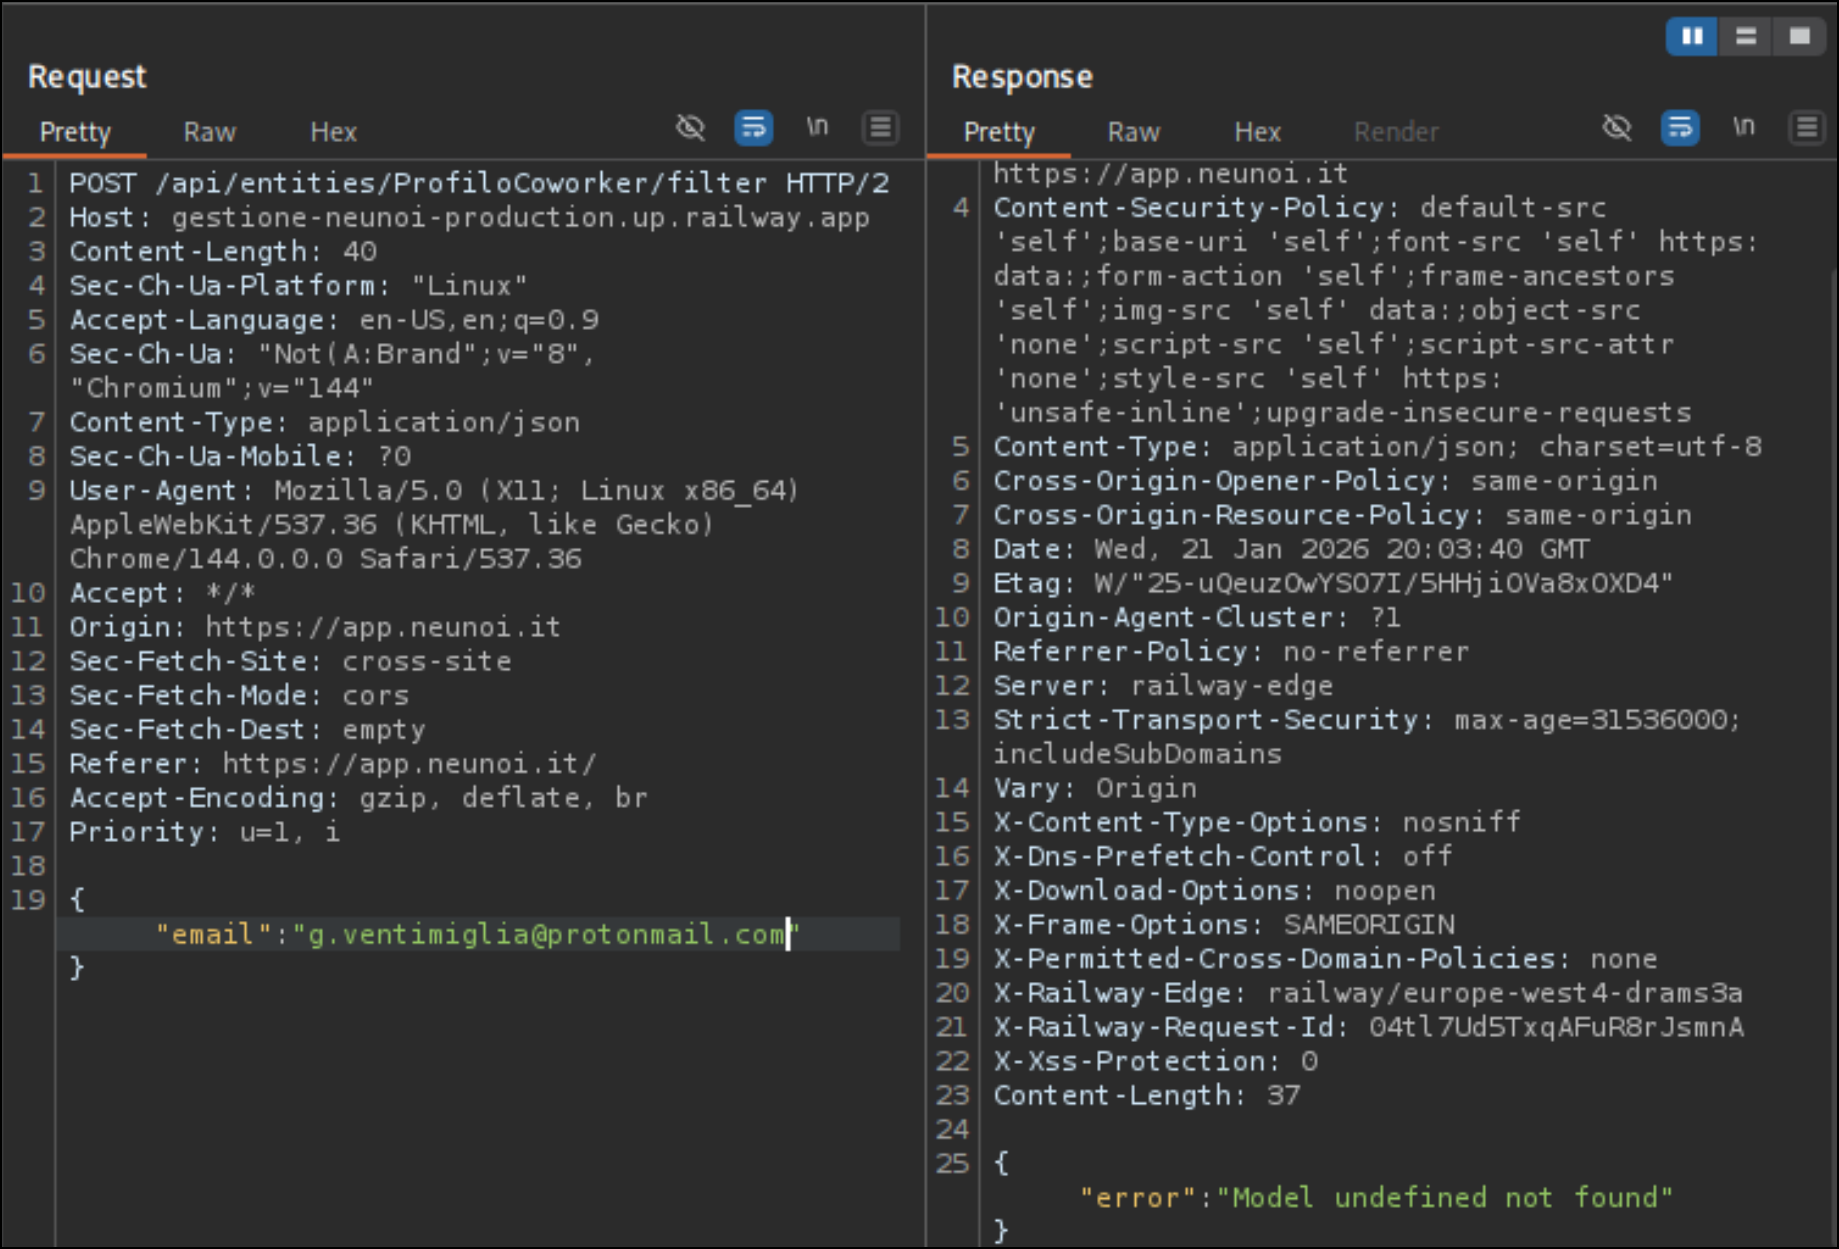 Request
Pretty Raw Hex \n
1 POST /api/entities/ProfiloCoworker/filter HTTP/2
2 Host: gestione-neunoi-production.up.railway.app
3 Content-Length: 40
4 Sec-Ch-Ua-Platform: "Linux"
5 Accept-Language: en-US,en;q=0.9
6 Sec-Ch-Ua: "Not(A:Brand";v="8",
"Chromium";v="144"
7 Content-Type: application/json
8 Sec-Ch-Ua-Mobile: ?0
9 User-Agent: Mozilla/5.0 (X11; Linux x86_64)
AppleWebKit/537.36 (KHTML, like Gecko)
Chrome/144.0.0.0 Safari/537.36
10 Accept: */*
11 Origin: https://app.neunoi.it
12 Sec-Fetch-Site: cross-site
13 Sec-Fetch-Mode: cors
14 Sec-Fetch-Dest: empty
15 Referer: https://app.neunoi.it/
16 Accept-Encoding: gzip, deflate, br
17 Priority: u=1, i
18
19 {
"email":"g.ventimiglia@protonmail.com"
}
Response
Pretty Raw Hex Render \n
https://app.neunoi.it
4 Content-Security-Policy: default-src
'self';base-uri 'self';font-src 'self' https:
data:;form-action 'self';frame-ancestors
'self';img-src 'self' data:;object-src
'none';script-src 'self';script-src-attr
'none';style-src 'self' https:
'unsafe-inline';upgrade-insecure-requests
5 Content-Type: application/json; charset=utf-8
6 Cross-Origin-Opener-Policy: same-origin
7 Cross-Origin-Resource-Policy: same-origin
8 Date: Wed, 21 Jan 2026 20:03:40 GMT
9 Etag: W/"25-uQeuzOwYSO7I/5HHjiOVa8xOXD4"
10 Origin-Agent-Cluster: ?1
11 Referrer-Policy: no-referrer
12 Server: railway-edge
13 Strict-Transport-Security: max-age=31536000;
includeSubDomains
14 Vary: Origin
15 X-Content-Type-Options: nosniff
16 X-Dns-Prefetch-Control: off
17 X-Download-Options: noopen
18 X-Frame-Options: SAMEORIGIN
19 X-Permitted-Cross-Domain-Policies: none
20 X-Railway-Edge: railway/europe-west4-drams3a
21 X-Railway-Request-Id: 04tl7Ud5TxqAFuR8rJsmnA
22 X-Xss-Protection: 0
23 Content-Length: 37
24
25 {
"error":"Model undefined not found"
}